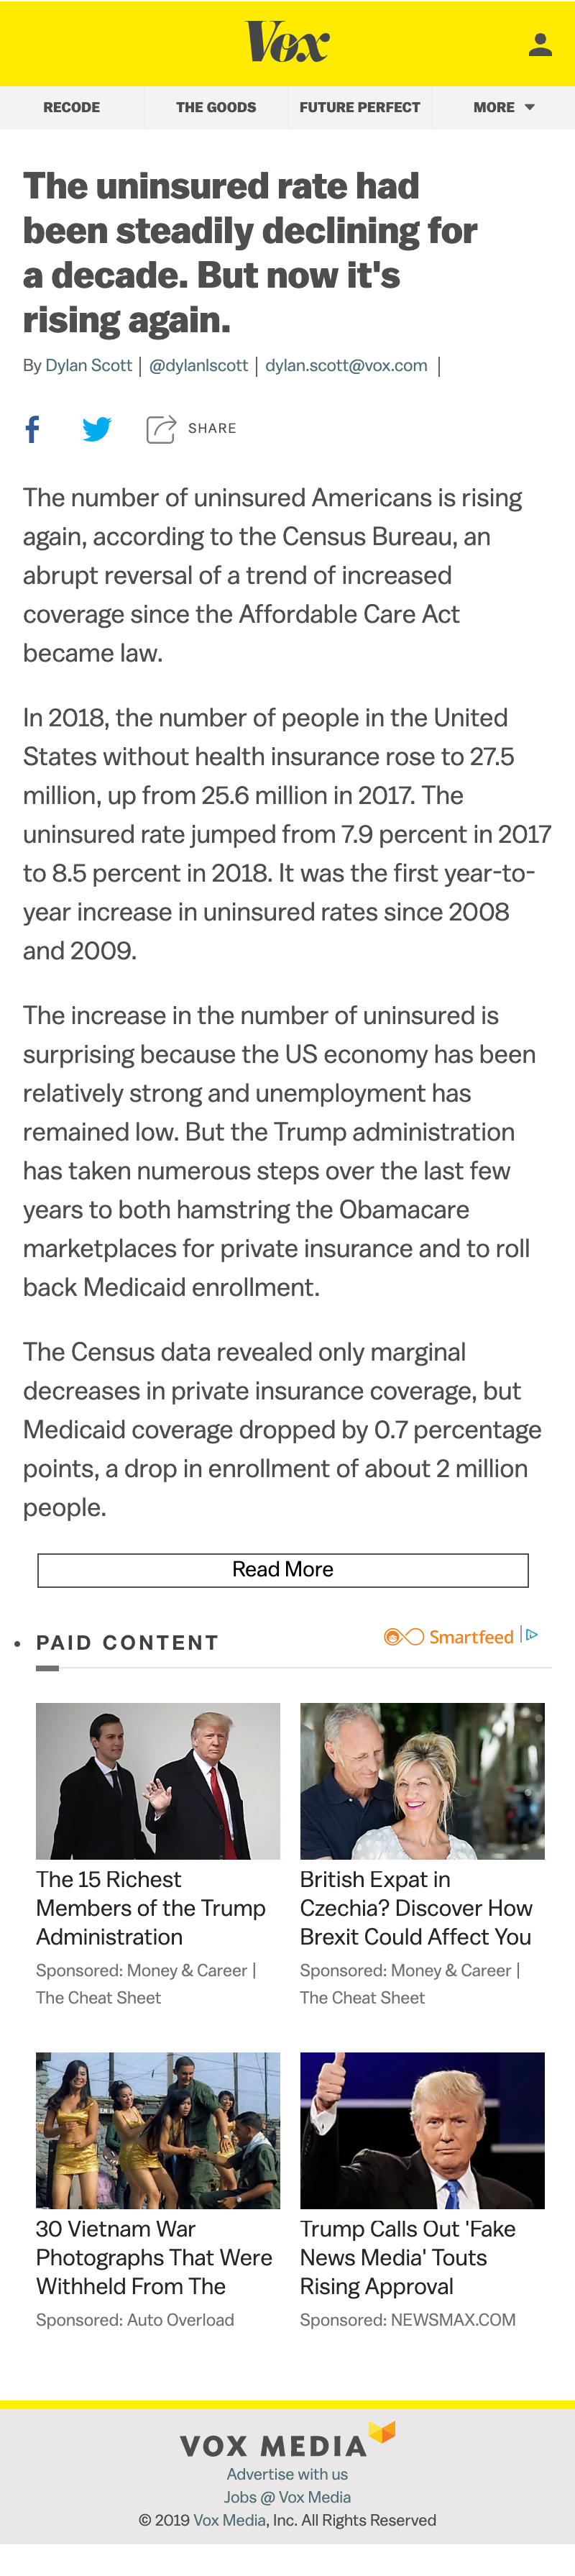 Vox
RECODE
THE GOODS
FUTURE PERFECT
MORE
The uninsured rate had
been steadily declining for
a decade. But now it's
rising again.
By Dylan Scott | @dylanlscott | dylan.scott@vox.com |
SHARE
The number of uninsured Americans is rising
again, according to the Census Bureau, an
abrupt reversal of a trend of increased
coverage since the Affordable Care Act
became law.
In 2018, the number of people in the United
States without health insurance rose to 27.5
million, up from 25.6 million in 2017. The
uninsured rate jumped from 7.9 percent in 2017
to 8.5 percent in 2018. It was the first year-to-
year increase in uninsured rates since 2008
and 2009.
The increase in the number of uninsured is
surprising because the US economy has been
relatively strong and unemployment has
remained low. But the Trump administration
has taken numerous steps over the last few
years to both hamstring the Obamacare
marketplaces for private insurance and to roll
back Medicaid enrollment.
The Census data revealed only marginal
decreases in private insurance coverage, but
Medicaid coverage dropped by 0.7 percentage
points, a drop in enrollment of about 2 million
people.
Read More
• PAID CONTENT
Smartfeed |
The 15 Richest
Members of the Trump
Administration
Sponsored: Money & Career |
The Cheat Sheet
British Expat in
Czechia? Discover How
Brexit Could Affect You
Sponsored: Money & Career |
The Cheat Sheet
30 Vietnam War
Photographs That Were
Withheld From The
Sponsored: Auto Overload
Trump Calls Out 'Fake
News Media' Touts
Rising Approval
Sponsored: NEWSMAX.COM
VOX MEDIA
Advertise with us
Jobs @ Vox Media
© 2019 Vox Media, Inc. All Rights Reserved